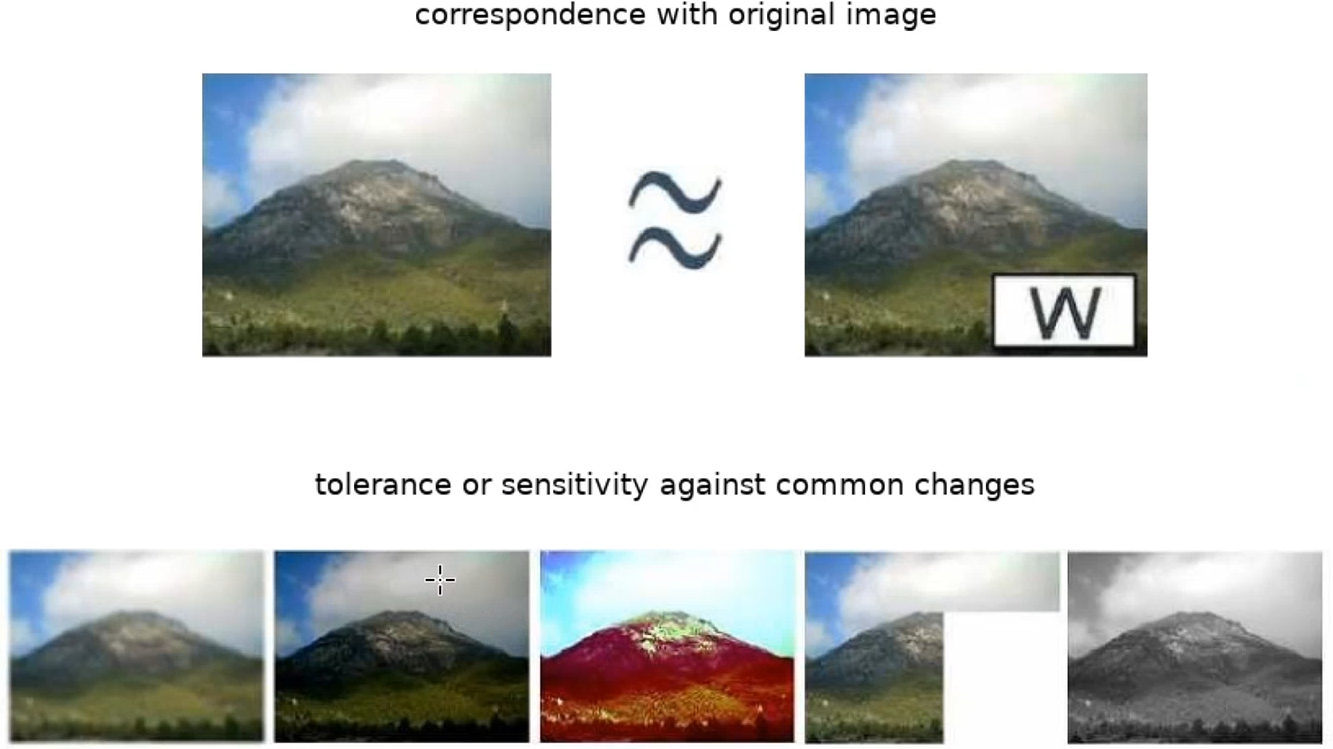 correspondence with original image
≈
W
tolerance or sensitivity against common changes